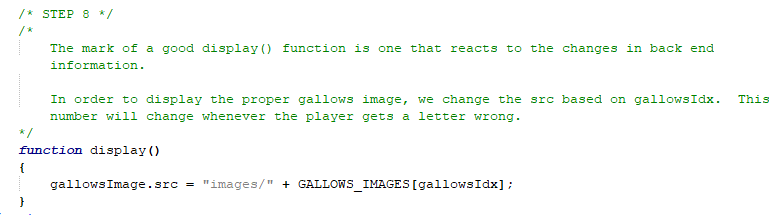 /* STEP 8 */
/*
The mark of a good display() function is one that reacts to the changes in back end
information.
In order to display the proper gallows image, we change the src based on gallowsIdx.  This
number will change whenever the player gets a letter wrong.
*/
function display()
{
gallowsImage.src = "images/" + GALLOWS_IMAGES[gallowsIdx];
}